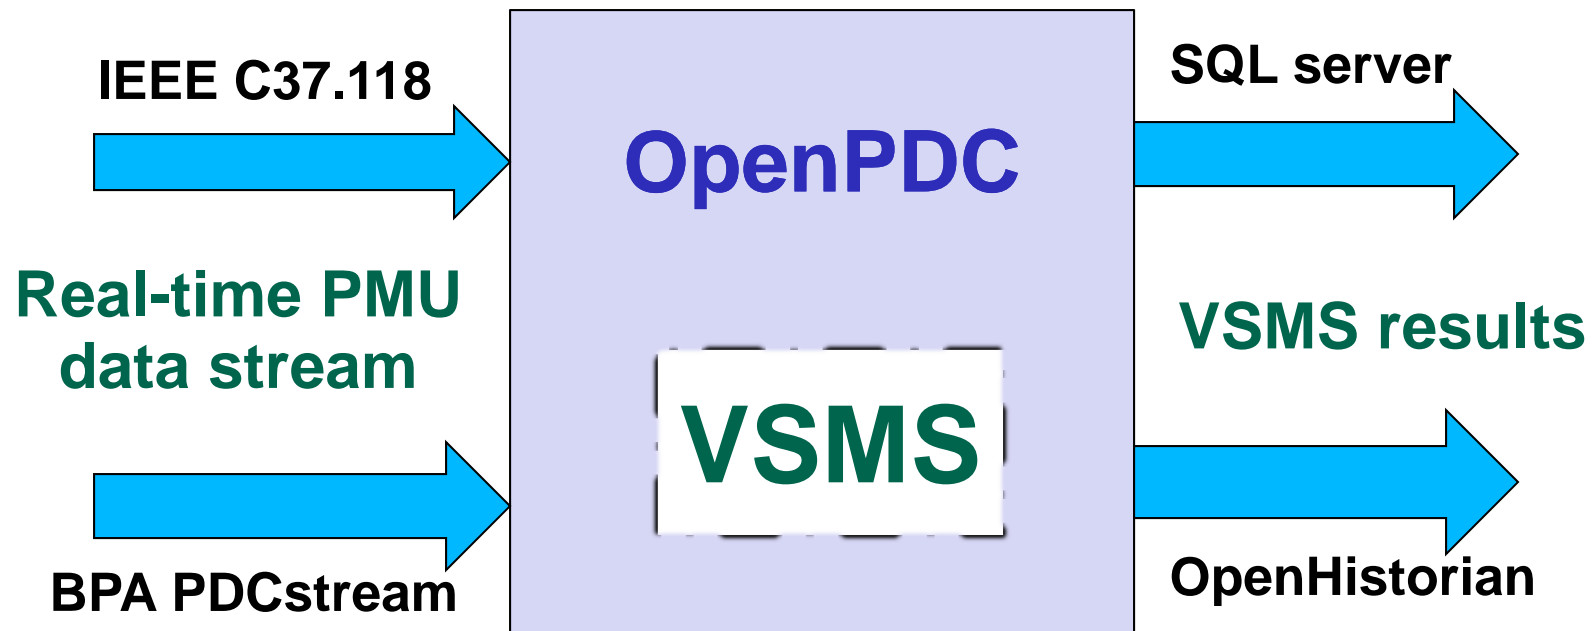 IEEE C37.118
Real-time PMU
data stream
BPA PDCstream
OpenPDC
VSMS
SQL server
VSMS results
OpenHistorian